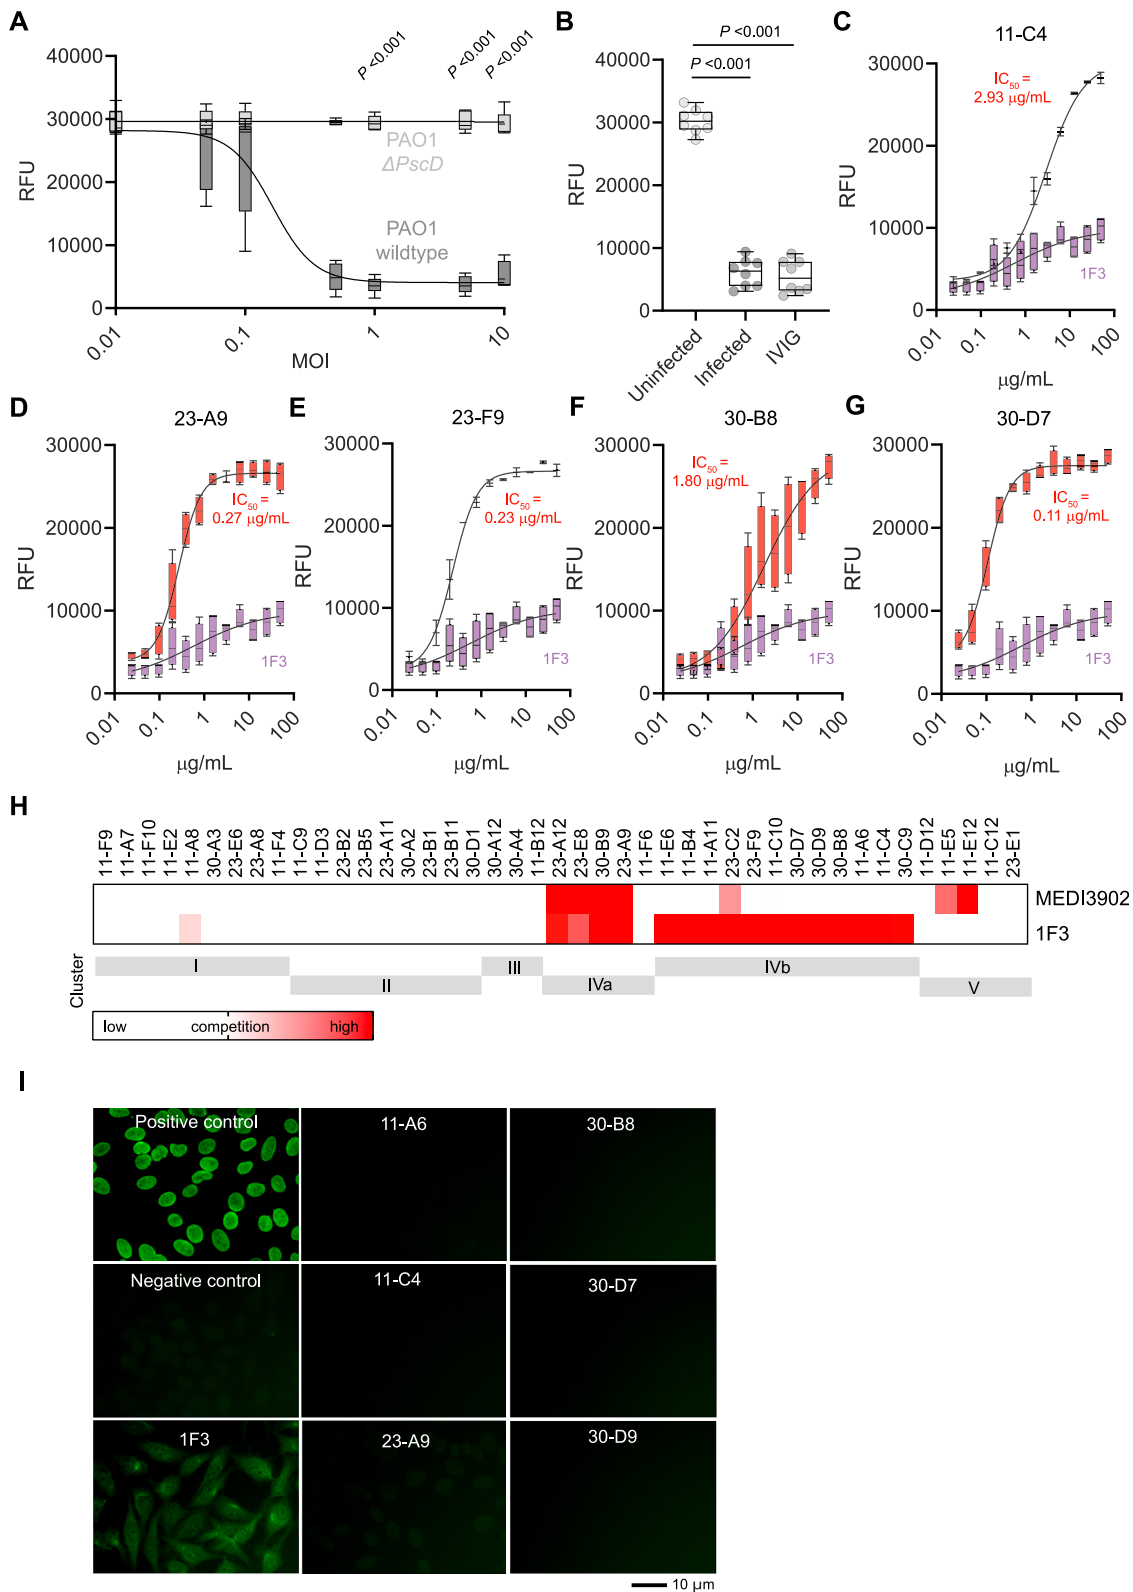 A
40000
30000
20000
10000
0
RFU
P <0.001
P <0.001
P <0.001
PAO1
ΔPscD
PAO1
wildtype
0.01
0.1
1
10
MOI
B
P <0.001
P <0.001
40000
30000
20000
10000
0
RFU
Uninfected
Infected
IVIG
C
11-C4
30000
20000
10000
0
RFU
IC50 =
2.93 µg/mL
1F3
0.01
0.1
1
10
100
µg/mL
D
23-A9
30000
20000
10000
0
RFU
IC50 =
0.27 µg/mL
1F3
0.01
0.1
1
10
100
µg/mL
E
23-F9
30000
20000
10000
0
RFU
IC50 =
0.23 µg/mL
1F3
0.01
0.1
1
10
100
µg/mL
F
30-B8
30000
20000
10000
0
RFU
IC50 =
1.80 µg/mL
1F3
0.01
0.1
1
10
100
µg/mL
G
30-D7
30000
20000
10000
0
RFU
IC50 =
0.11 µg/mL
1F3
0.01
0.1
1
10
100
µg/mL
H
11-F9
11-A7
11-F10
11-E2
11-A8
30-A3
23-E6
23-A8
11-F4
11-C9
11-D3
23-B2
23-B5
23-A11
30-A2
23-B1
23-B11
30-D1
30-A12
30-A4
11-B12
23-A12
23-E8
30-B9
23-A9
11-F6
11-E6
11-B4
11-A11
23-C2
23-F9
30-D7
30-D9
30-B8
11-A6
11-C4
30-C9
11-D12
11-E5
11-E12
11-C12
23-E1
MEDI3902
1F3
Cluster
I
II
III
IVa
IVb
V
low competition high
I
Positive control
11-A6
30-B8
Negative control
11-C4
30-D7
1F3
23-A9
30-D9
10 µm